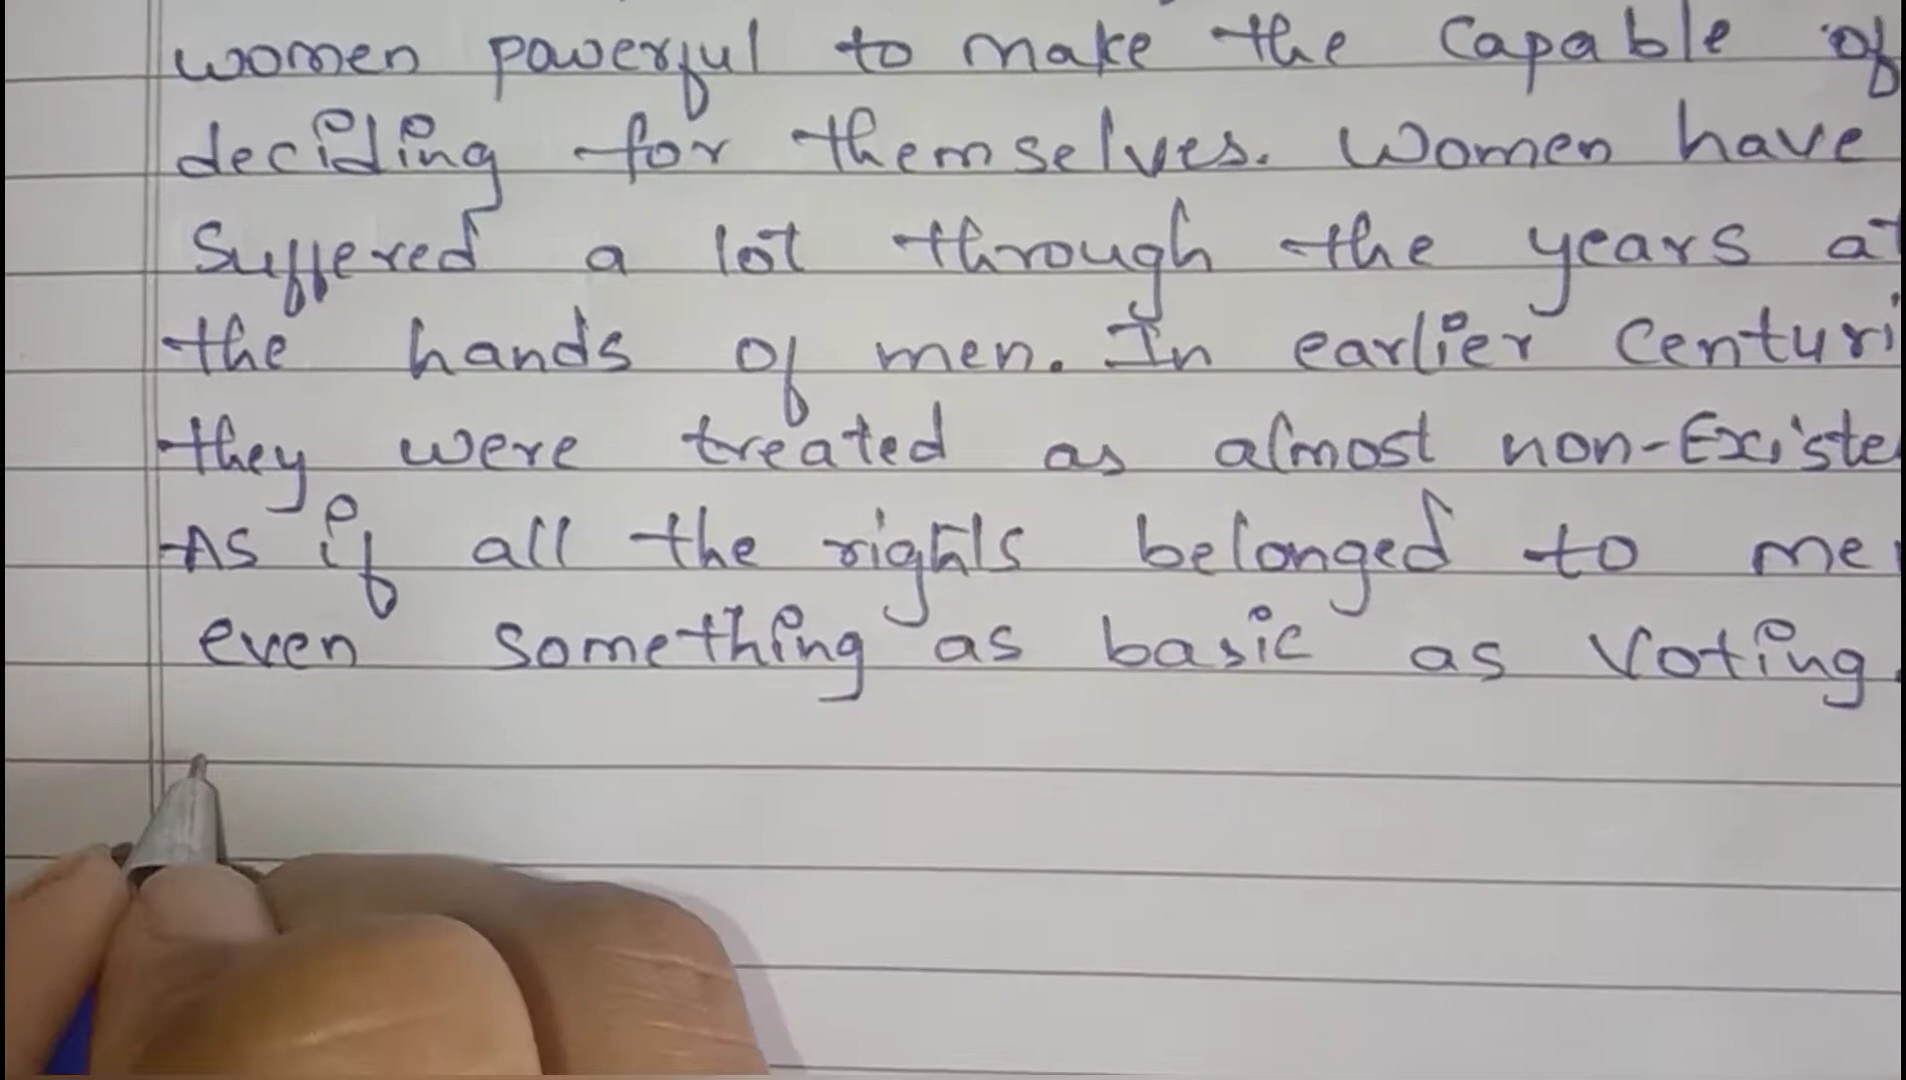 women powerful to make the capable of
deciding for themselves. Women have
Suffered a lot through the years at
the hands of men. In earlier centuri
they were treated as almost non-Existe
As if all the rights belonged to me
even something as basic as Voting.